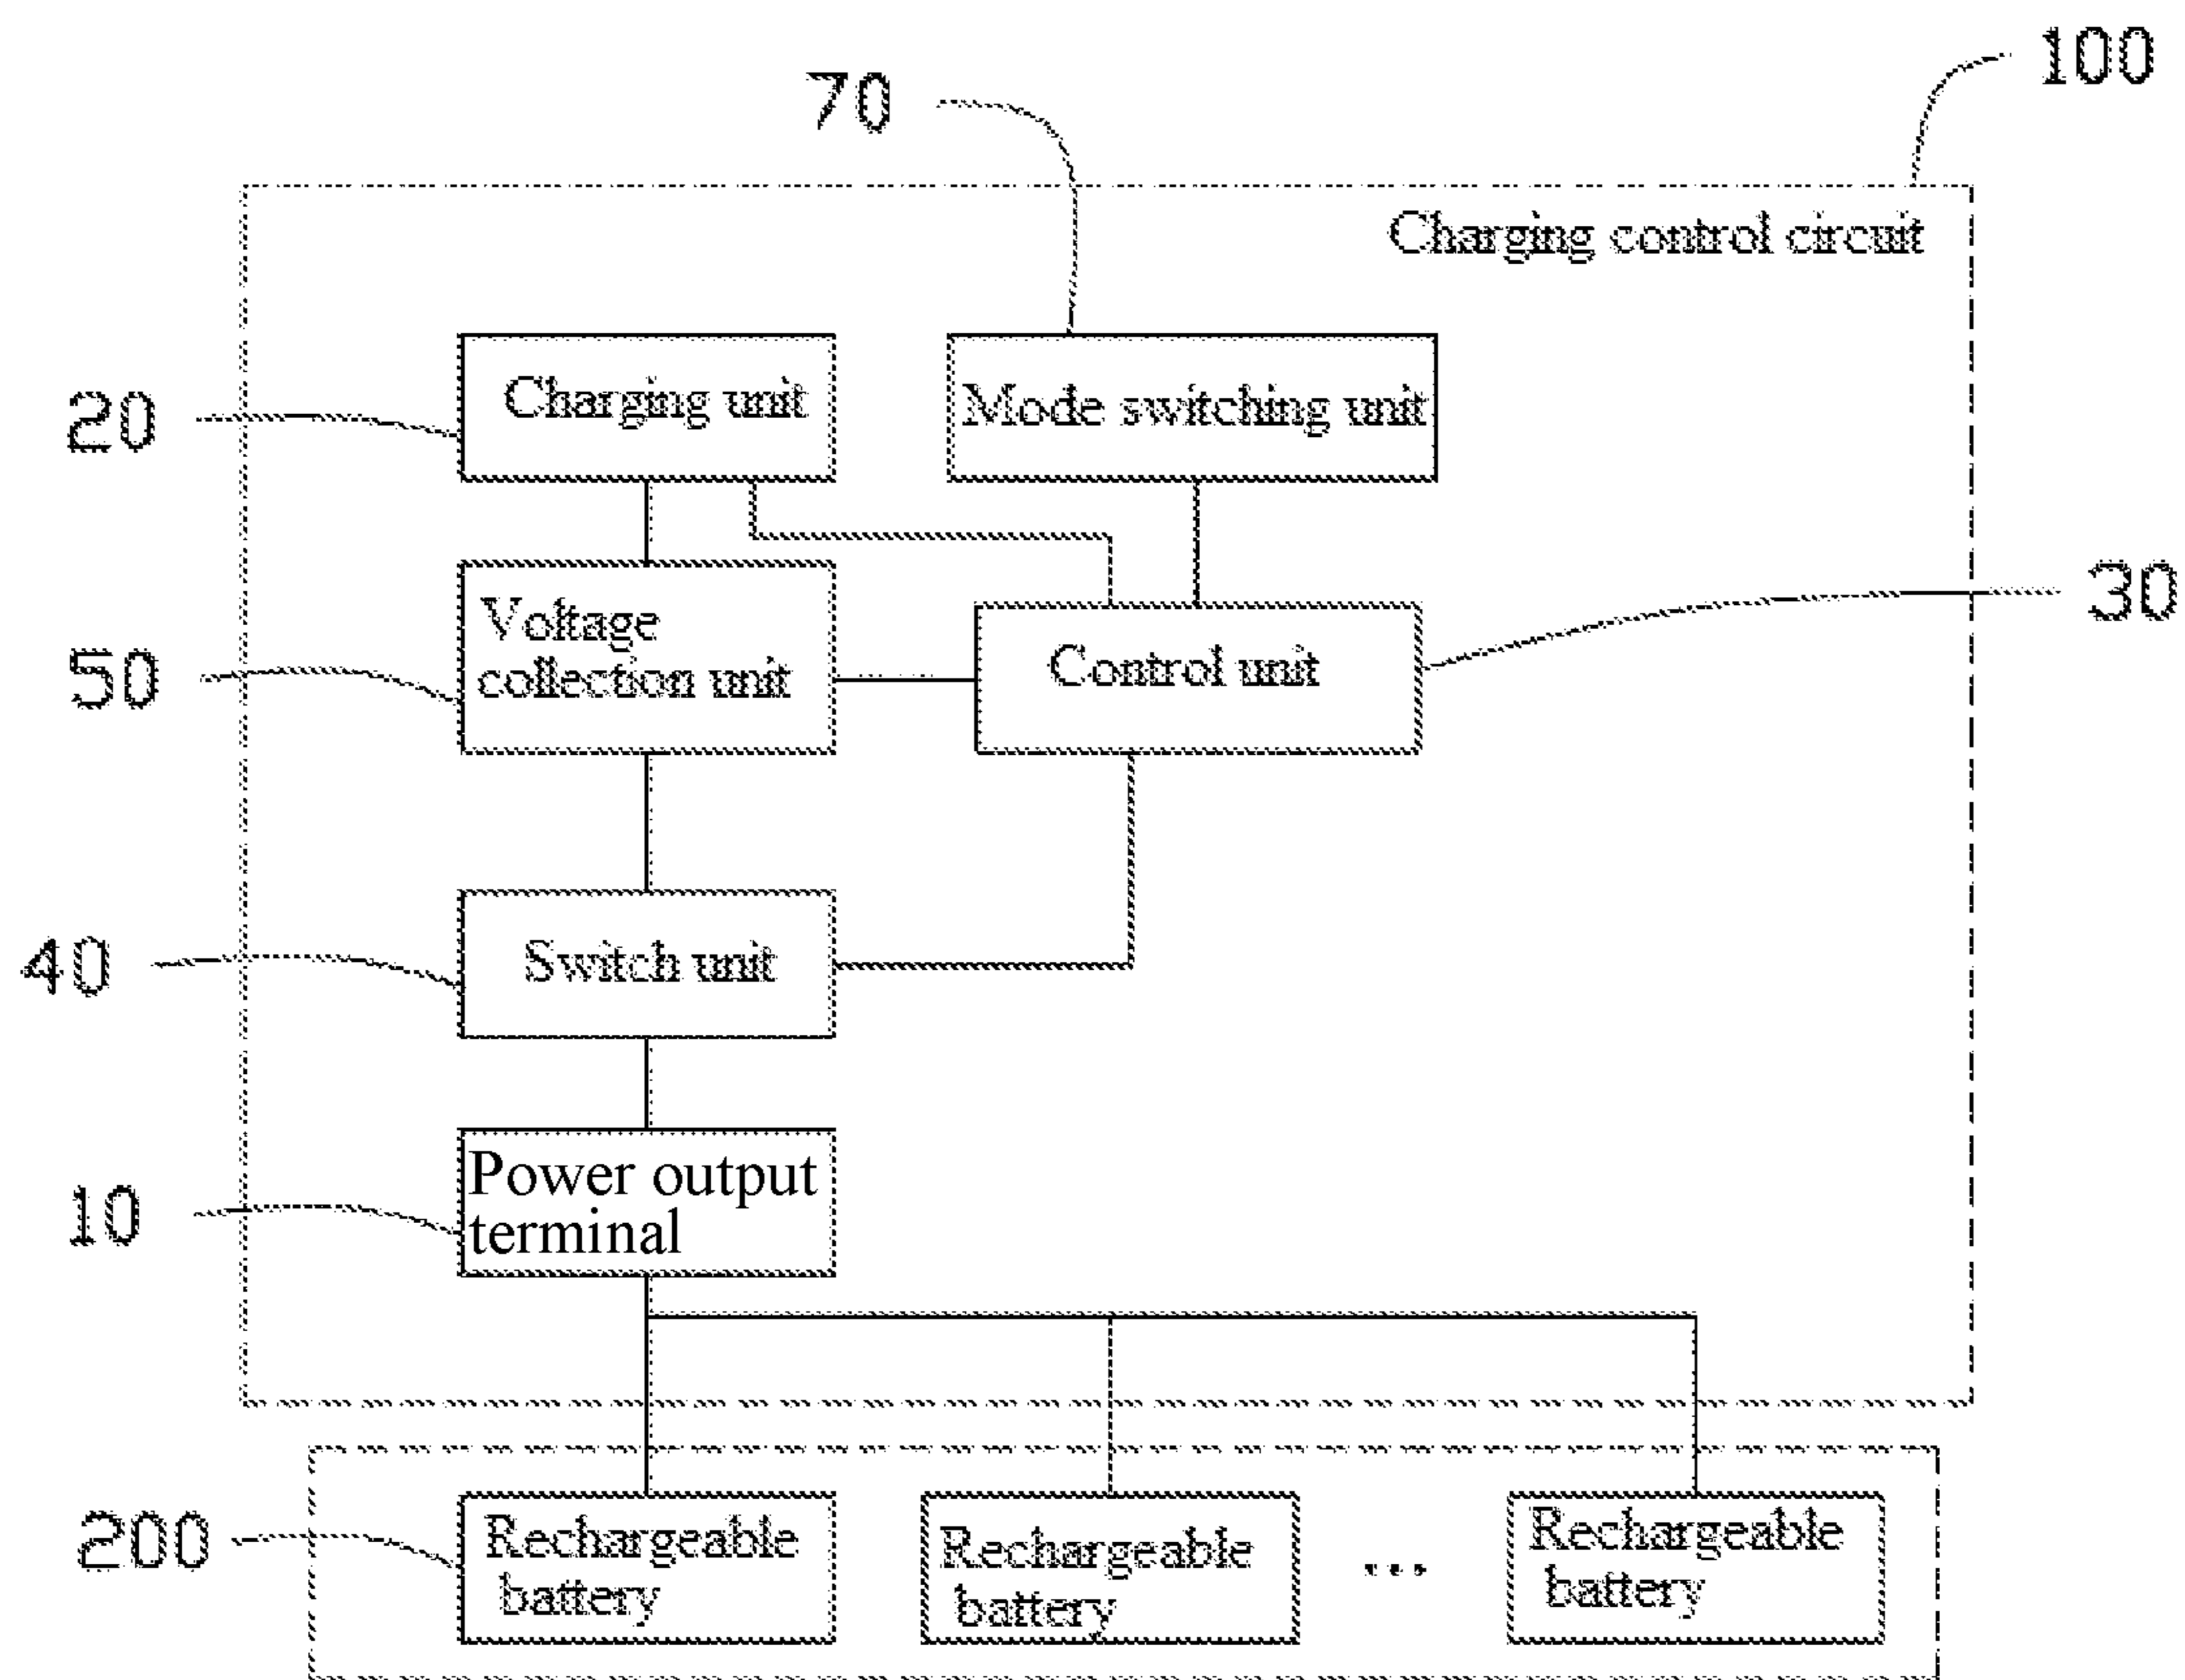 100
70
Charging control circuit
20
Charging unit
Mode switching unit
30
50
Voltage
collection unit
Control unit
40
Switch unit
10
Power output
terminal
200
Rechargeable
battery
Rechargeable
battery
...
Rechargeable
battery